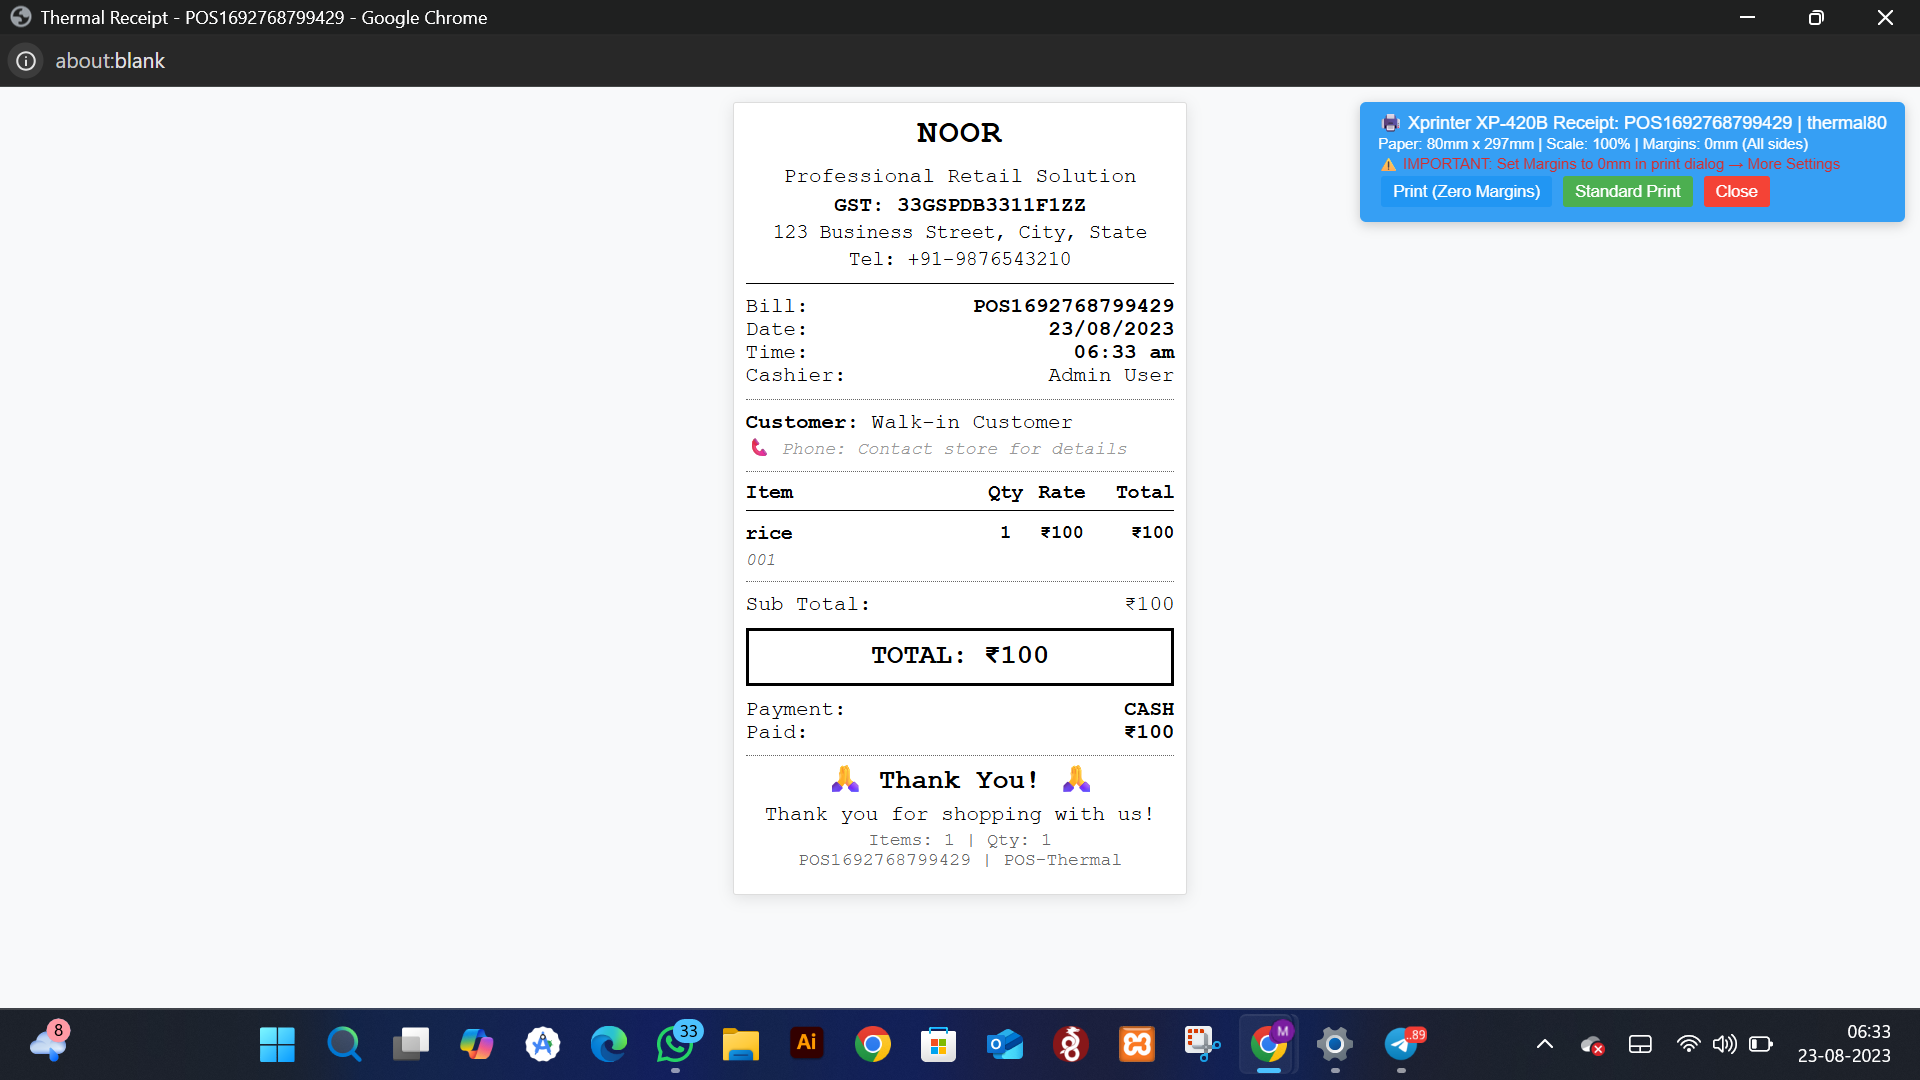 Thermal Receipt - POS1692768799429 - Google Chrome
about:blank
NOOR
Professional Retail Solution
GST: 33GSPDB3311F1ZZ
123 Business Street, City, State
Tel: +91-9876543210
Bill: POS1692768799429
Date: 23/08/2023
Time: 06:33 am
Cashier: Admin User
Customer: Walk-in Customer
📞 Phone: Contact store for details
Item Qty Rate Total
rice 1 ₹100 ₹100
001
Sub Total: ₹100
TOTAL: ₹100
Payment: CASH
Paid: ₹100
🙏 Thank You! 🙏
Thank you for shopping with us!
Items: 1 | Qty: 1
POS1692768799429 | POS-Thermal
🖨️ Xprinter XP-420B Receipt: POS1692768799429 | thermal80
Paper: 80mm x 297mm | Scale: 100% | Margins: 0mm (All sides)
⚠️ IMPORTANT: Set Margins to 0mm in print dialog → More Settings
Print (Zero Margins) Standard Print Close
8
33
Ai
M
..89
06:33
23-08-2023